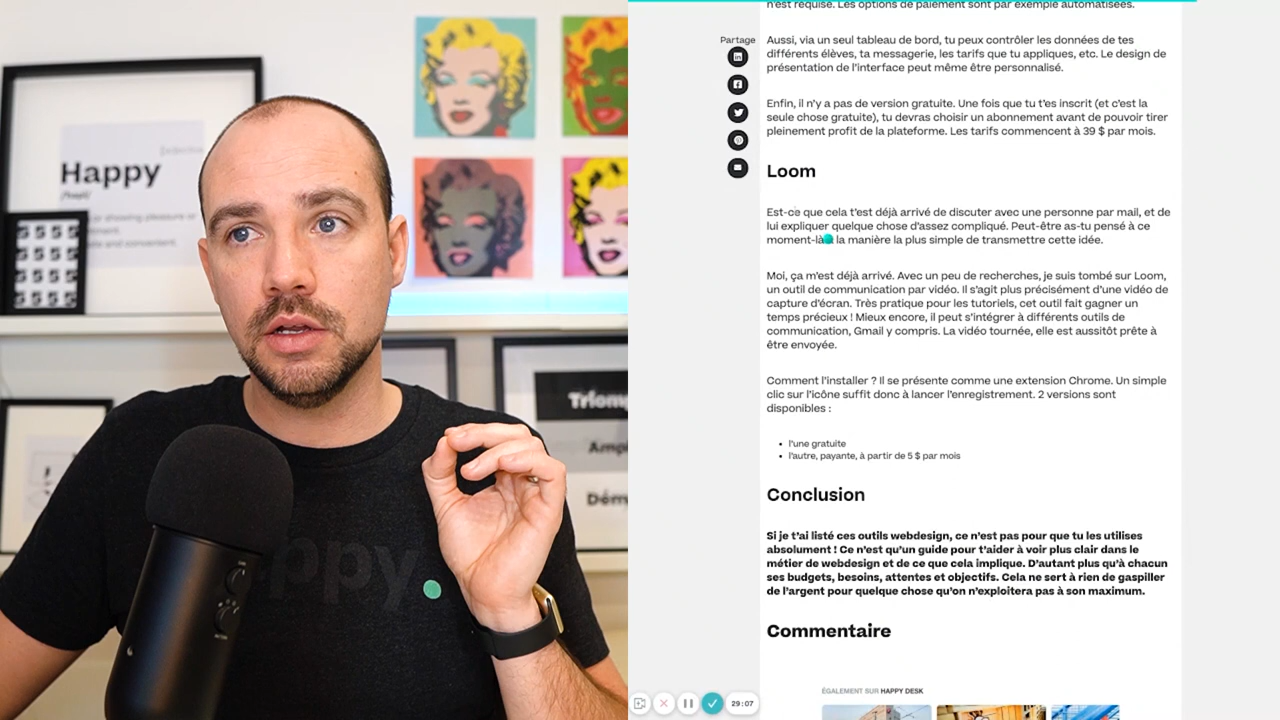 Happy
Triomp
Ampl
Dém
ppy.
n'est requise. Les options de paiement sont par exemple automatisées.
Partage
Aussi, via un seul tableau de bord, tu peux contrôler les données de tes
différents élèves, ta messagerie, les tarifs que tu appliques, etc. Le design de
présentation de l'interface peut même être personnalisé.
Enfin, il n'y a pas de version gratuite. Une fois que tu t'es inscrit (et c'est la
seule chose gratuite), tu devras choisir un abonnement avant de pouvoir tirer
pleinement profit de la plateforme. Les tarifs commencent à 39 $ par mois.
Loom
Est-ce que cela t'est déjà arrivé de discuter avec une personne par mail, et de
lui expliquer quelque chose d'assez compliqué. Peut-être as-tu pensé à ce
moment-là à la manière la plus simple de transmettre cette idée.
Moi, ça m'est déjà arrivé. Avec un peu de recherches, je suis tombé sur Loom,
un outil de communication par vidéo. Il s'agit plus précisément d'une vidéo de
capture d'écran. Très pratique pour les tutoriels, cet outil fait gagner un
temps précieux ! Mieux encore, il peut s'intégrer à différents outils de
communication, Gmail y compris. La vidéo tournée, elle est aussitôt prête à
être envoyée.
Comment l'installer ? Il se présente comme une extension Chrome. Un simple
clic sur l'icône suffit donc à lancer l'enregistrement. 2 versions sont
disponibles :
• l'une gratuite
• l'autre, payante, à partir de 5 $ par mois
Conclusion
Si je t'ai listé ces outils webdesign, ce n'est pas pour que tu les utilises
absolument ! Ce n'est qu'un guide pour t'aider à voir plus clair dans le
métier de webdesign et de ce que cela implique. D'autant plus qu'à chacun
ses budgets, besoins, attentes et objectifs. Cela ne sert à rien de gaspiller
de l'argent pour quelque chose qu'on n'exploitera pas à son maximum.
Commentaire
ÉGALEMENT SUR HAPPY DESK
29:07